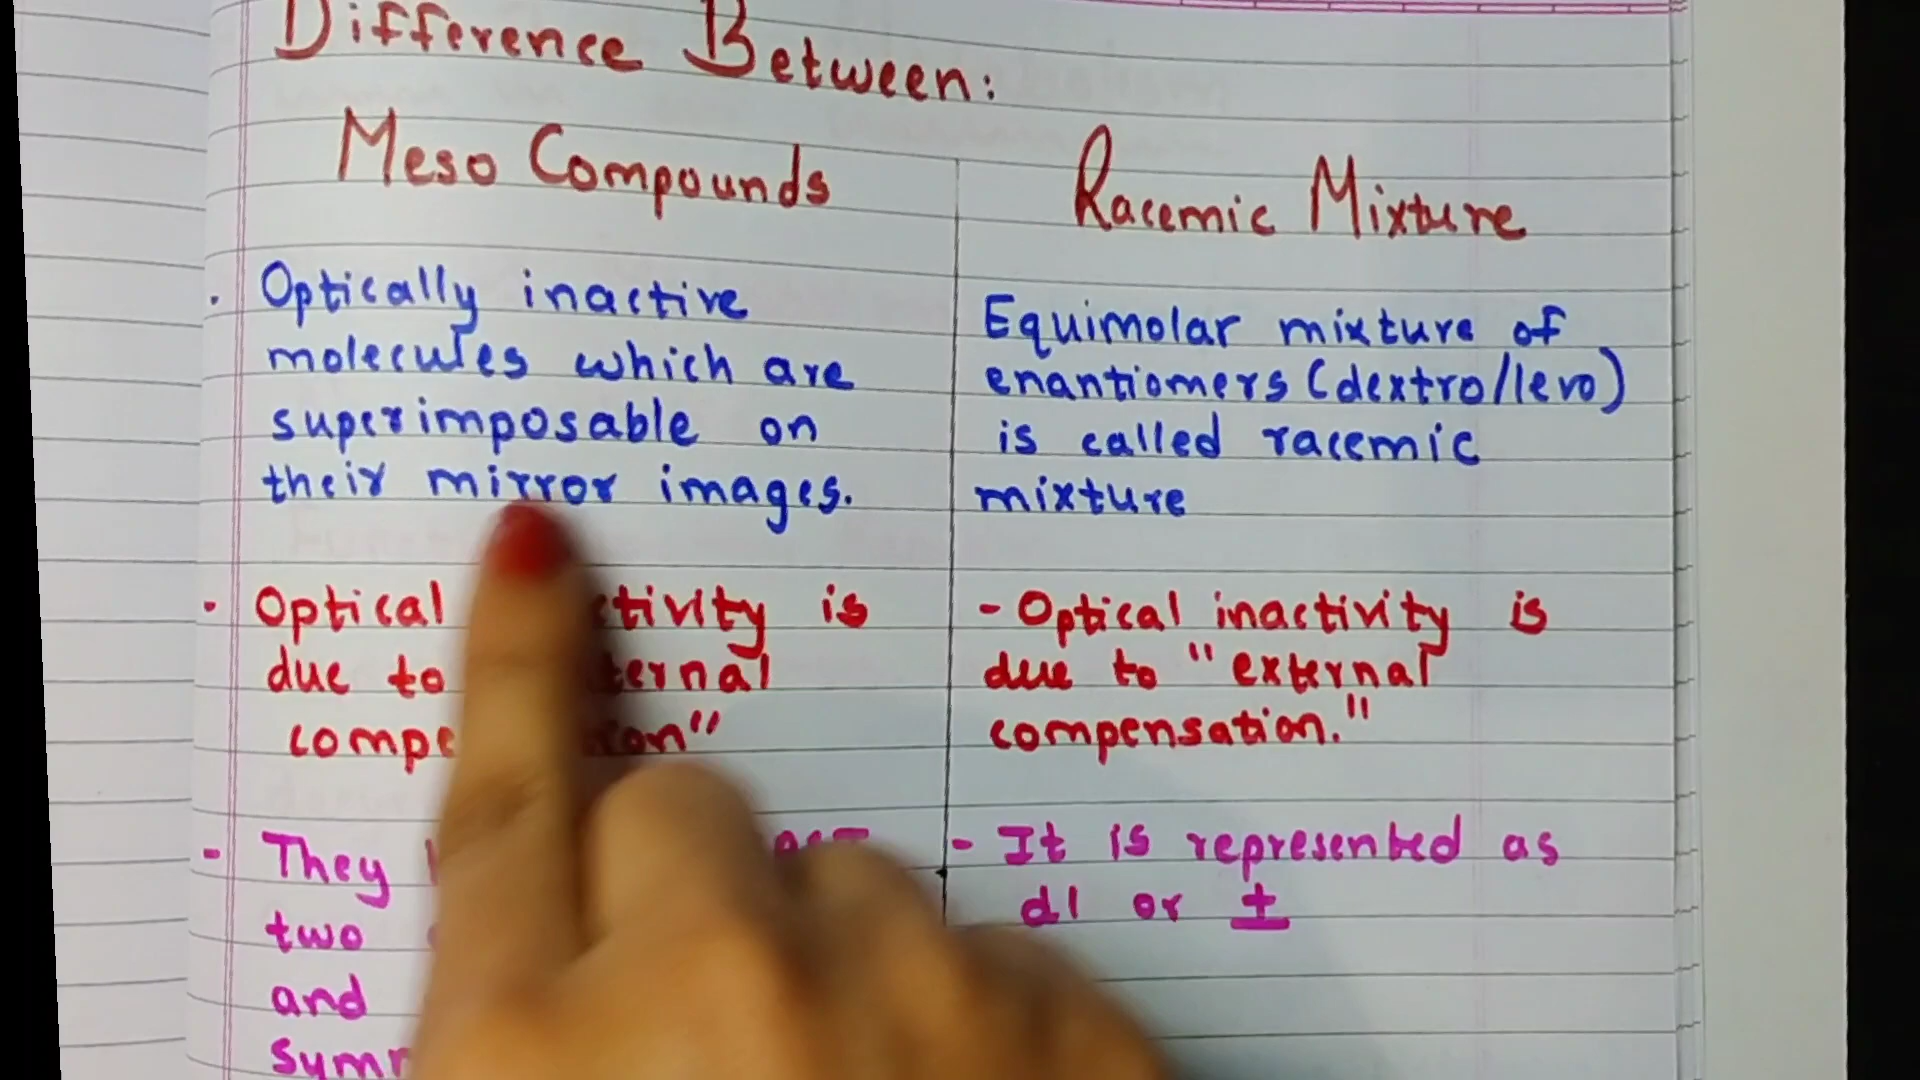 Difference Between:
Meso Compounds
. Optically inactive
molecules which are
superimposable on
their mirror images.
- Optical is
due to
- They
two
and
Racemic Mixture
Equimolar mixture of
enantiomers (dextro/levo)
is called racemic
mixture
- Optical inactivity is
due to "external
compensation."
- It is represented as
dl or ±